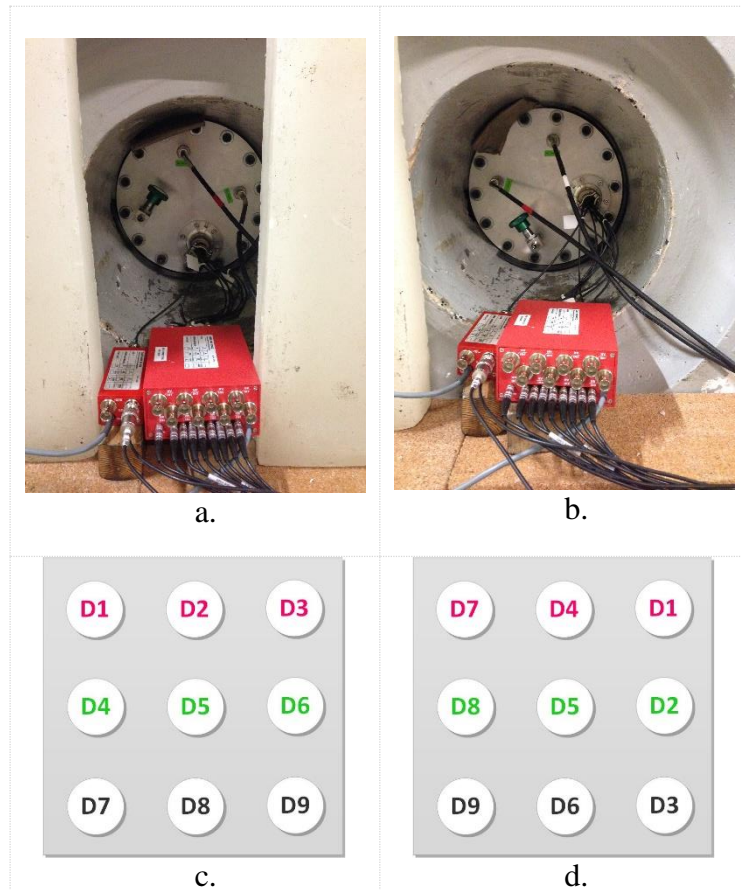 a.
b.
D1 D2 D3
D4 D5 D6
D7 D8 D9
c.
D7 D4 D1
D8 D5 D2
D9 D6 D3
d.